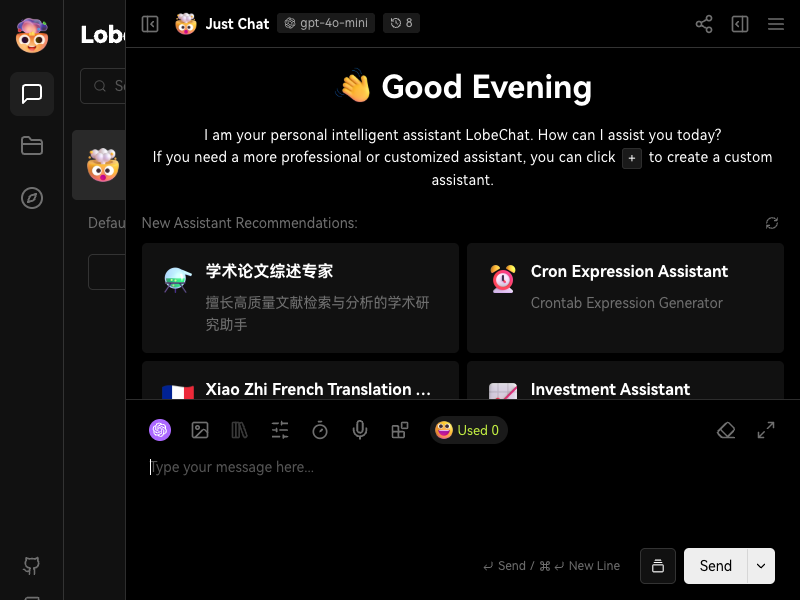 Just Chat
gpt-4o-mini
8
Lobe
Good Evening
I am your personal intelligent assistant LobeChat. How can I assist you today?
If you need a more professional or customized assistant, you can click + to create a custom
assistant.
Defau
New Assistant Recommendations:
学术论文综述专家
擅长高质量文献检索与分析的学术研
究助手
Cron Expression Assistant
Crontab Expression Generator
Xiao Zhi French Translation ...
Investment Assistant
Used 0
Type your message here...
Send / ⌘ New Line
Send